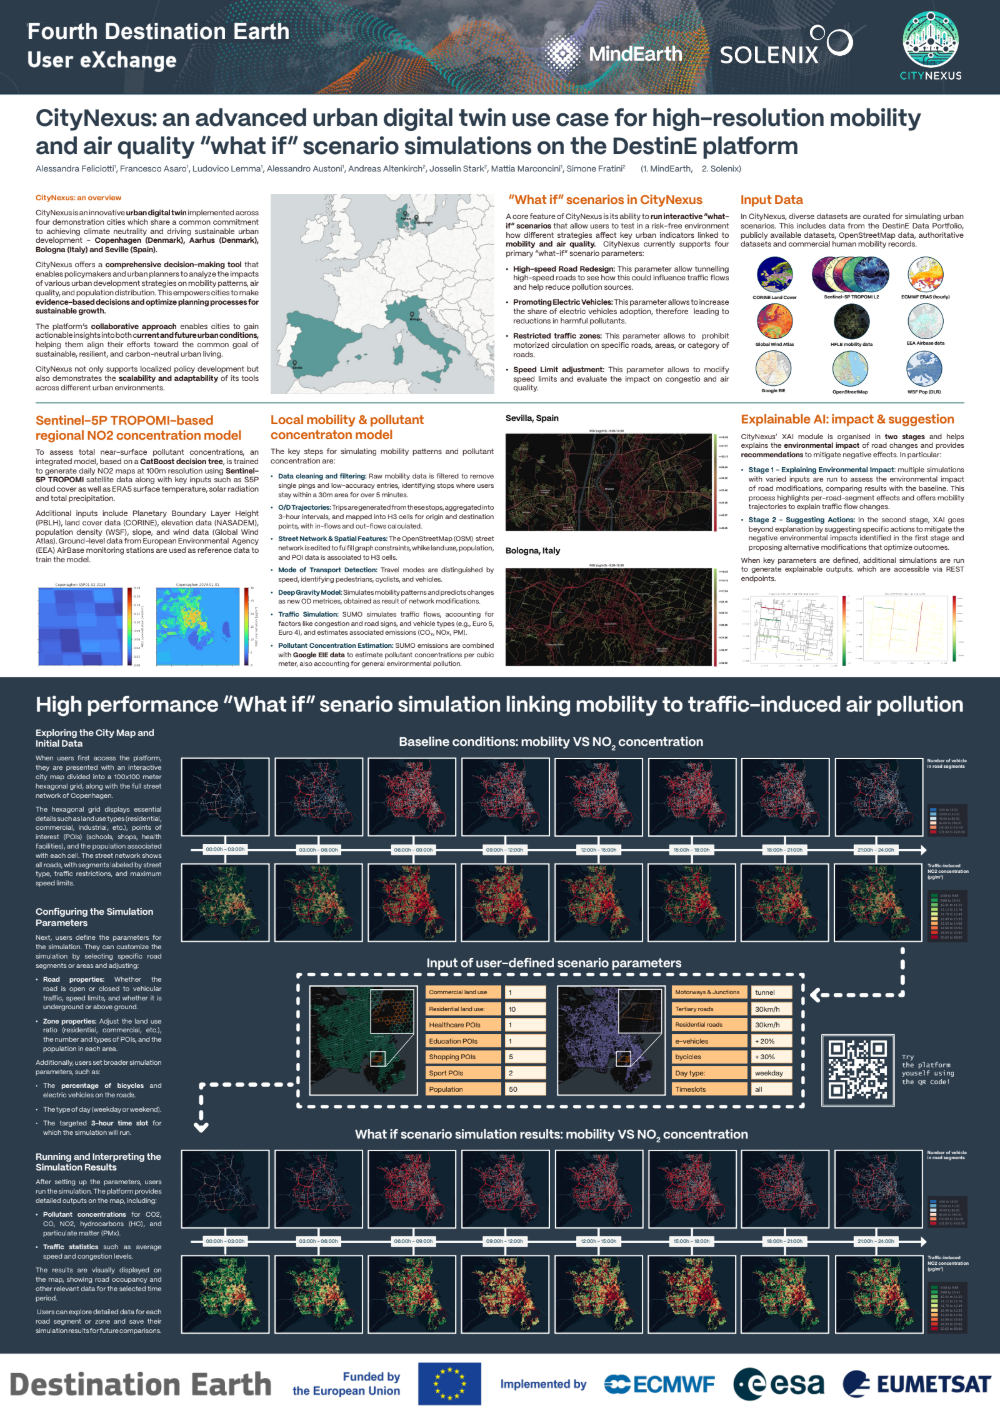 Fourth Destination Earth
User eXchange
MindEarth
SOLENIX
CITYNEXUS
CityNexus: an advanced urban digital twin use case for high-resolution mobility
and air quality "what if" scenario simulations on the DestinE platform
Alessandra Feliciotti¹, Francesco Asaro¹, Ludovico Lemma¹, Alessandro Austoni¹, Andreas Altenkirch², Josselin Stark², Mattia Marconcini¹, Simone Fratini² (1. MindEarth, 2. Solenix)
CityNexus: an overview
CityNexus is an innovative urban digital twin implemented across
four demonstration cities which share a common commitment
to achieving climate neutrality and driving sustainable urban
development – Copenhagen (Denmark), Aarhus (Denmark),
Bologna (Italy) and Seville (Spain).
CityNexus offers a comprehensive decision-making tool that
enables policymakers and urban planners to analyze the impacts
of various urban development strategies on mobility patterns, air
quality, and population distribution. This empowers cities to make
evidence-based decisions and optimize planning processes for
sustainable growth.
The platform's collaborative approach enables cities to gain
actionable insights into both current and future urban conditions,
helping them align their efforts toward the common goal of
sustainable, resilient, and carbon-neutral urban living.
CityNexus not only supports localized policy development but
also demonstrates the scalability and adaptability of its tools
across different urban environments.
"What if" scenarios in CityNexus
A core feature of CityNexus is its ability to run interactive "what-
if" scenarios that allow users to test in a risk-free environment
how different strategies affect key urban indicators linked to
mobility and air quality. CityNexus currently supports four
primary "what-if" scenario parameters:
• High-speed Road Redesign: This parameter allow tunnelling
high-speed roads to see how this could influence traffic flows
and help reduce pollution sources.
• Promoting Electric Vehicles: This parameter allows to increase
the share of electric vehicles adoption, therefore leading to
reductions in harmful pollutants.
• Restricted traffic zones: This parameter allows to prohibit
motorized circulation on specific roads, areas, or category of
roads.
• Speed Limit adjustment: This parameter allows to modify
speed limits and evaluate the impact on congestio and air
quality.
Input Data
In CityNexus, diverse datasets are curated for simulating urban
scenarios. This includes data from the DestinE Data Portfolio,
publicly available datasets, OpenStreetMap data, authoritative
datasets and commercial human mobility records.
CORINE Land Cover
Sentinel-5P TROPOMI L2
ECMWF ERA5 (hourly)
Global Wind Atlas
HFLB mobility data
EEA Airbase data
Google EIE
OpenStreetMap
WSF Pop (DLR)
Sentinel-5P TROPOMI-based
regional NO2 concentration model
To assess total near-surface pollutant concentrations, an
integrated model, based on a CatBoost decision tree, is trained
to generate daily NO2 maps at 100m resolution using Sentinel-
5P TROPOMI satellite data along with key inputs such as S5P
cloud cover as well as ERA5 surface temperature, solar radiation
and total precipitation.
Additional inputs include Planetary Boundary Layer Height
(PBLH), land cover data (CORINE), elevation data (NASADEM),
population density (WSF), slope, and wind data (Global Wind
Atlas). Ground-level data from European Environmental Agency
(EEA) AirBase monitoring stations are used as reference data to
train the model.
Local mobility & pollutant
concentraton model
The key steps for simulating mobility patterns and pollutant
concentration are:
• Data cleaning and filtering: Raw mobility data is filtered to remove
single pings and low-accuracy entries, identifying stops where users
stay within a 30m area for over 5 minutes.
• O/D Trajectories: Trips are generated from these stops, aggregated into
3-hour intervals, and mapped to H3 cells for origin and destination
points, with in-flows and out-flows calculated.
• Street Network & Spatial Features: The OpenStreetMap (OSM) street
network is edited to fulfil graph constraints, while land use, population,
and POI data is associated to H3 cells.
• Mode of Transport Detection: Travel modes are distinguished by
speed, identifying pedestrians, cyclists, and vehicles.
• Deep Gravity Model: Simulates mobility patterns and predicts changes
as new OD metrices, obtained as result of network modifications.
• Traffic Simulation: SUMO simulates traffic flows, accounting for
factors like congestion and road signs, and vehicle types (e.g., Euro 5,
Euro 4), and estimates associated emissions (CO₂, NOx, PM).
• Pollutant Concentration Estimation: SUMO emissions are combined
with Google EIE data to estimate pollutant concentrations per cubic
meter, also accounting for general environmental pollution.
Sevilla, Spain
Bologna, Italy
Explainable AI: impact & suggestion
CityNexus' XAI module is organised in two stages and helps
explains the environmental impact of road changes and provides
recommendations to mitigate negative effects. In particular:
• Stage 1 - Explaining Environmental Impact: multiple simulations
with varied inputs are run to assess the environmental impact
of road modifications, comparing results with the baseline. This
process highlights per-road-segment effects and offers mobility
trajectories to explain traffic flow changes.
• Stage 2 - Suggesting Actions: In the second stage, XAI goes
beyond explanation by suggesting specific actions to mitigate the
negative environmental impacts identified in the first stage and
proposing alternative modifications that optimize outcomes.
When key parameters are defined, additional simulations are run
to generate explainable outputs. which are accessible via REST
endpoints.
High performance "What if" senario simulation linking mobility to traffic-induced air pollution
Exploring the City Map and
Initial Data
When users first access the platform,
they are presented with an interactive
city map divided into a 100x100 meter
hexagonal grid, along with the full street
network of Copenhagen.
The hexagonal grid displays essential
details such as land use types (residential,
commercial, industrial, etc.), points of
interest (POIs) (schools, shops, health
facilities), and the population associated
with each cell. The street network shows
all roads, with segments labeled by street
type, traffic restrictions, and maximum
speed limits.
Configuring the Simulation
Parameters
Next, users define the parameters for
the simulation. They can customize the
simulation by selecting specific road
segments or areas and adjusting:
• Road properties: Whether the
road is open or closed to vehicular
traffic, speed limits, and whether it is
underground or above ground.
• Zone properties: Adjust the land use
ratio (residential, commercial, etc.),
the number and types of POIs, and the
population in each area.
Additionally, users set broader simulation
parameters, such as:
• The percentage of bicycles and
electric vehicles on the roads.
• The type of day (weekday or weekend).
• The targeted 3-hour time slot for
which the simulation will run.
Running and Interpreting the
Simulation Results
After setting up the parameters, users
run the simulation. The platform provides
detailed outputs on the map, including:
• Pollutant concentrations for CO2,
CO, NO2, hydrocarbons (HC), and
particulate matter (PMx).
• Traffic statistics such as average
speed and congestion levels.
The results are visually displayed on
the map, showing road occupancy and
other relevant data for the selected time
period.
Users can explore detailed data for each
road segment or zone and save their
simulation results for future comparisons.
Baseline conditions: mobility VS NO₂ concentration
Number of vehicle
in road segments
00:00h - 03:00h
03:00h - 06:00h
06:00h - 09:00h
09:00h - 12:00h
12:00h - 15:00h
15:00h - 18:00h
18:00h - 21:00h
21:00h - 24:00h
Traffic-induced
NO2 concentration
(µg/m³)
Input of user-defined scenario parameters
Commercial land use 1
Residential land use: 10
Healthcare POIs 1
Education POIs 1
Shopping POIs 5
Sport POIs 2
Population 50
Motorways & Junctions tunnel
Tertiary roads 30km/h
Residential roads 30km/h
e-vehicles + 20%
bycicles + 30%
Day type: weekday
Timeslots all
Try
the platform
youself using
the QR code!
What if scenario simulation results: mobility VS NO₂ concentration
Number of vehicle
in road segments
00:00h - 03:00h
03:00h - 06:00h
06:00h - 09:00h
09:00h - 12:00h
12:00h - 15:00h
15:00h - 18:00h
18:00h - 21:00h
21:00h - 24:00h
Traffic-induced
NO2 concentration
(µg/m³)
Destination Earth
Funded by
the European Union
Implemented by
ECMWF
esa
EUMETSAT